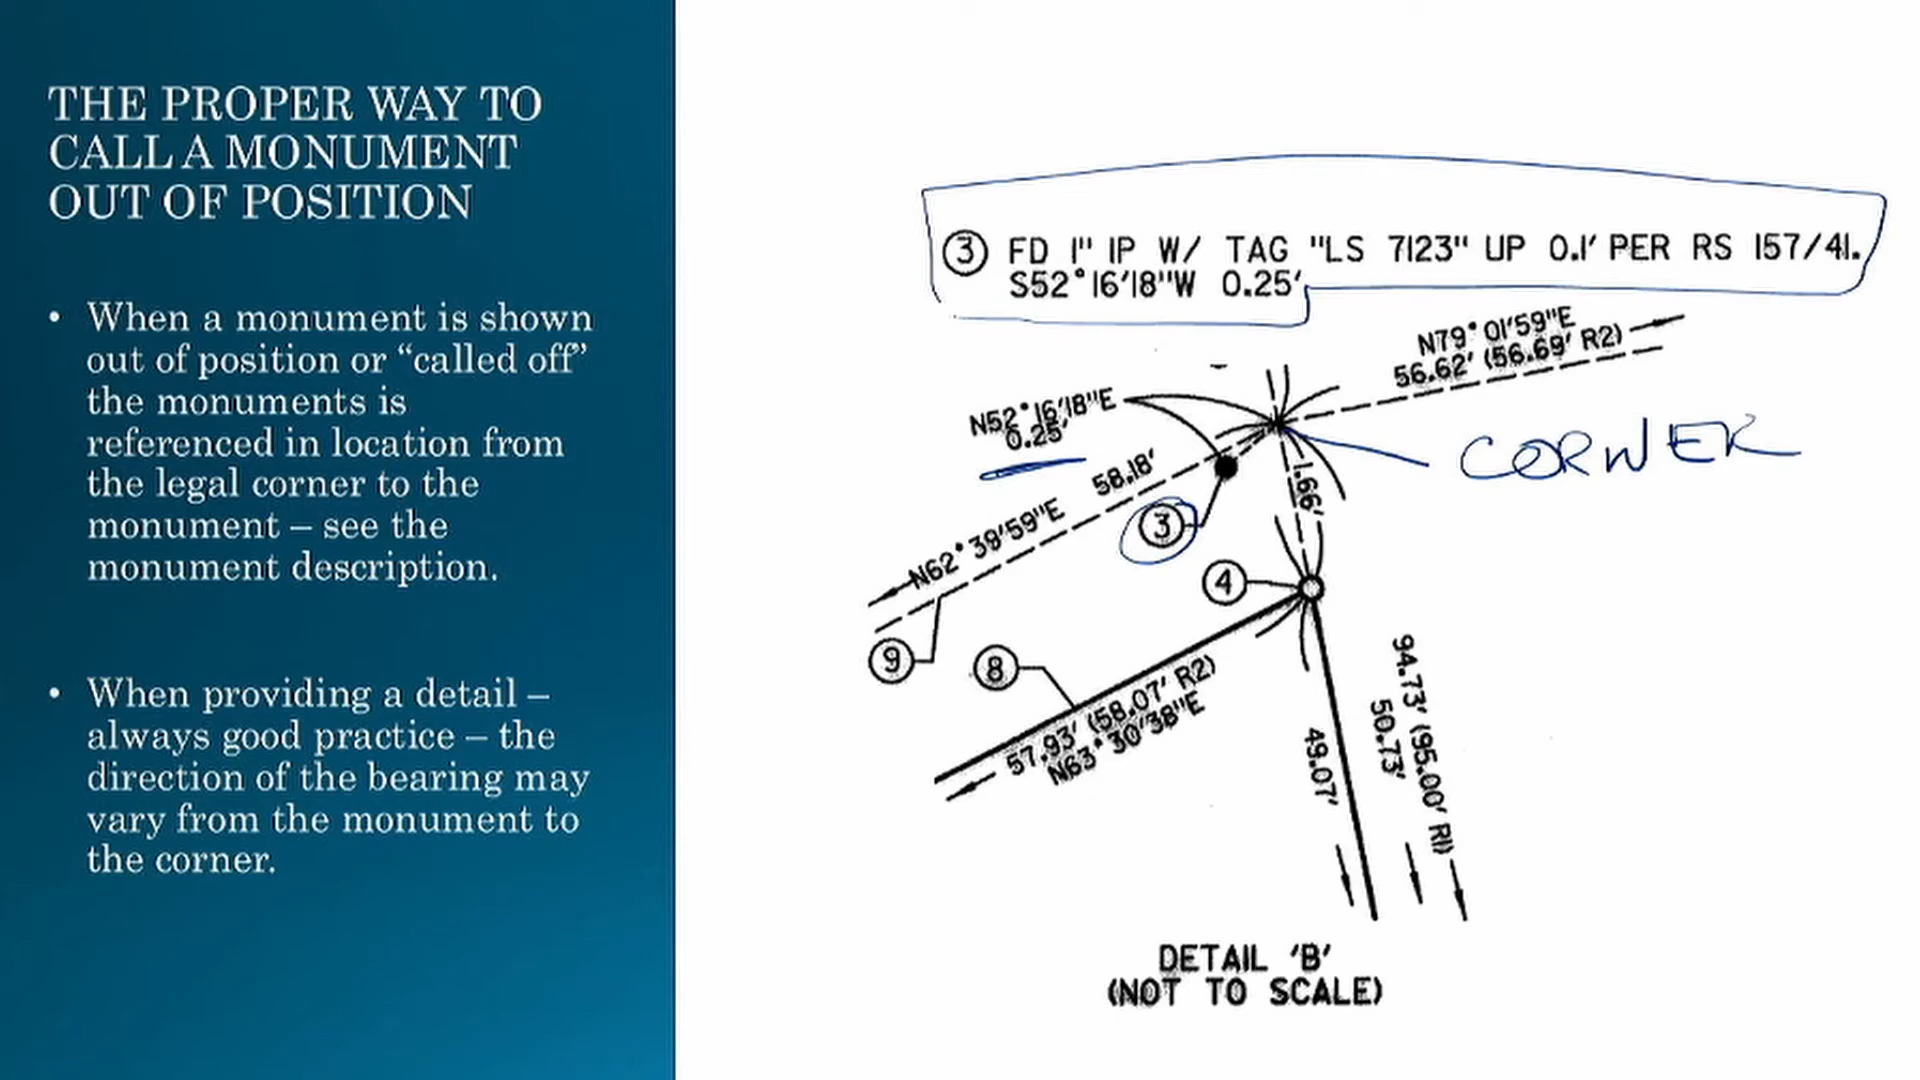 THE PROPER WAY TO
CALL A MONUMENT
OUT OF POSITION
• When a monument is shown
out of position or “called off”
the monuments is
referenced in location from
the legal corner to the
monument – see the
monument description.
• When providing a detail –
always good practice – the
direction of the bearing may
vary from the monument to
the corner.
3 FD 1" IP W/ TAG "LS 7123" UP 0.1' PER RS 157/41.
S52°16'18"W 0.25'
N79°01'59"E
56.62' (56.69' R2)
N52°16'18"E
0.25'
CORNER
58.18'
N62°39'59"E
1.66'
3
4
9
8
57.93' (58.07' R2)
N63°30'38"E
49.07'
50.73'
94.73' (95.00' R1)
DETAIL 'B'
(NOT TO SCALE)